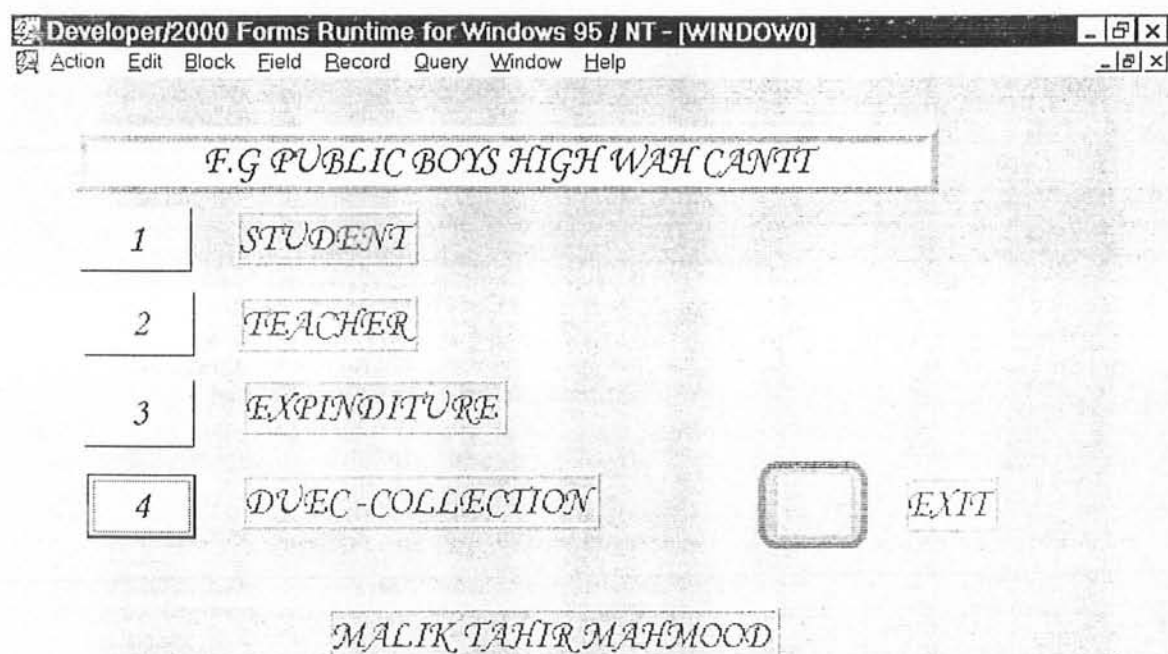 Developer/2000 Forms Runtime for Windows 95 / NT - [WINDOW0]
Action Edit Block Field Record Query Window Help
F.G PUBLIC BOYS HIGH WAH CANTT
1 STUDENT
2 TEACHER
3 EXPINDITURE
4 DUEC-COLLECTION EXIT
MALIK TAHIR MAHMOOD